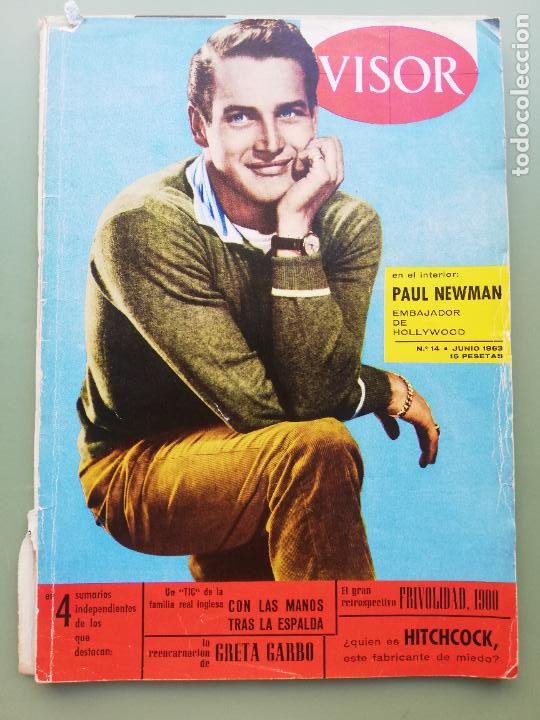 VISOR
en el interior:
PAUL NEWMAN
EMBAJADOR
DE
HOLLYWOOD
N.º 14 • JUNIO 1963
15 PESETAS
en 4 sumarios
independientes
de los
que
destacan:
Un "TIC" de la
familia real inglesa
CON LAS MANOS
TRAS LA ESPALDA
la
reencarnacion
de
GRETA GARBO
El gran
retrospectivo
FRIVOLIDAD, 1900
¿quien es HITCHCOCK,
este fabricante de miedo?
todocoleccion